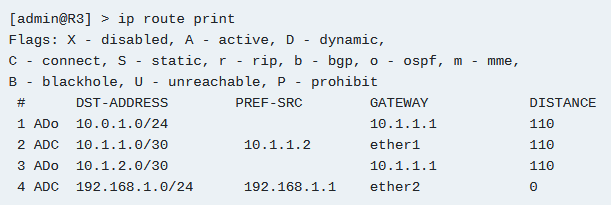 [admin@R3] > ip route print
Flags: X - disabled, A - active, D - dynamic,
C - connect, S - static, r - rip, b - bgp, o - ospf, m - mme,
B - blackhole, U - unreachable, P - prohibit
 #      DST-ADDRESS        PREF-SRC        GATEWAY            DISTANCE
 1 ADo  10.0.1.0/24                        10.1.1.1           110
 2 ADC  10.1.1.0/30         10.1.1.2       ether1             110
 3 ADo  10.1.2.0/30                        10.1.1.1           110
 4 ADC  192.168.1.0/24      192.168.1.1    ether2             0